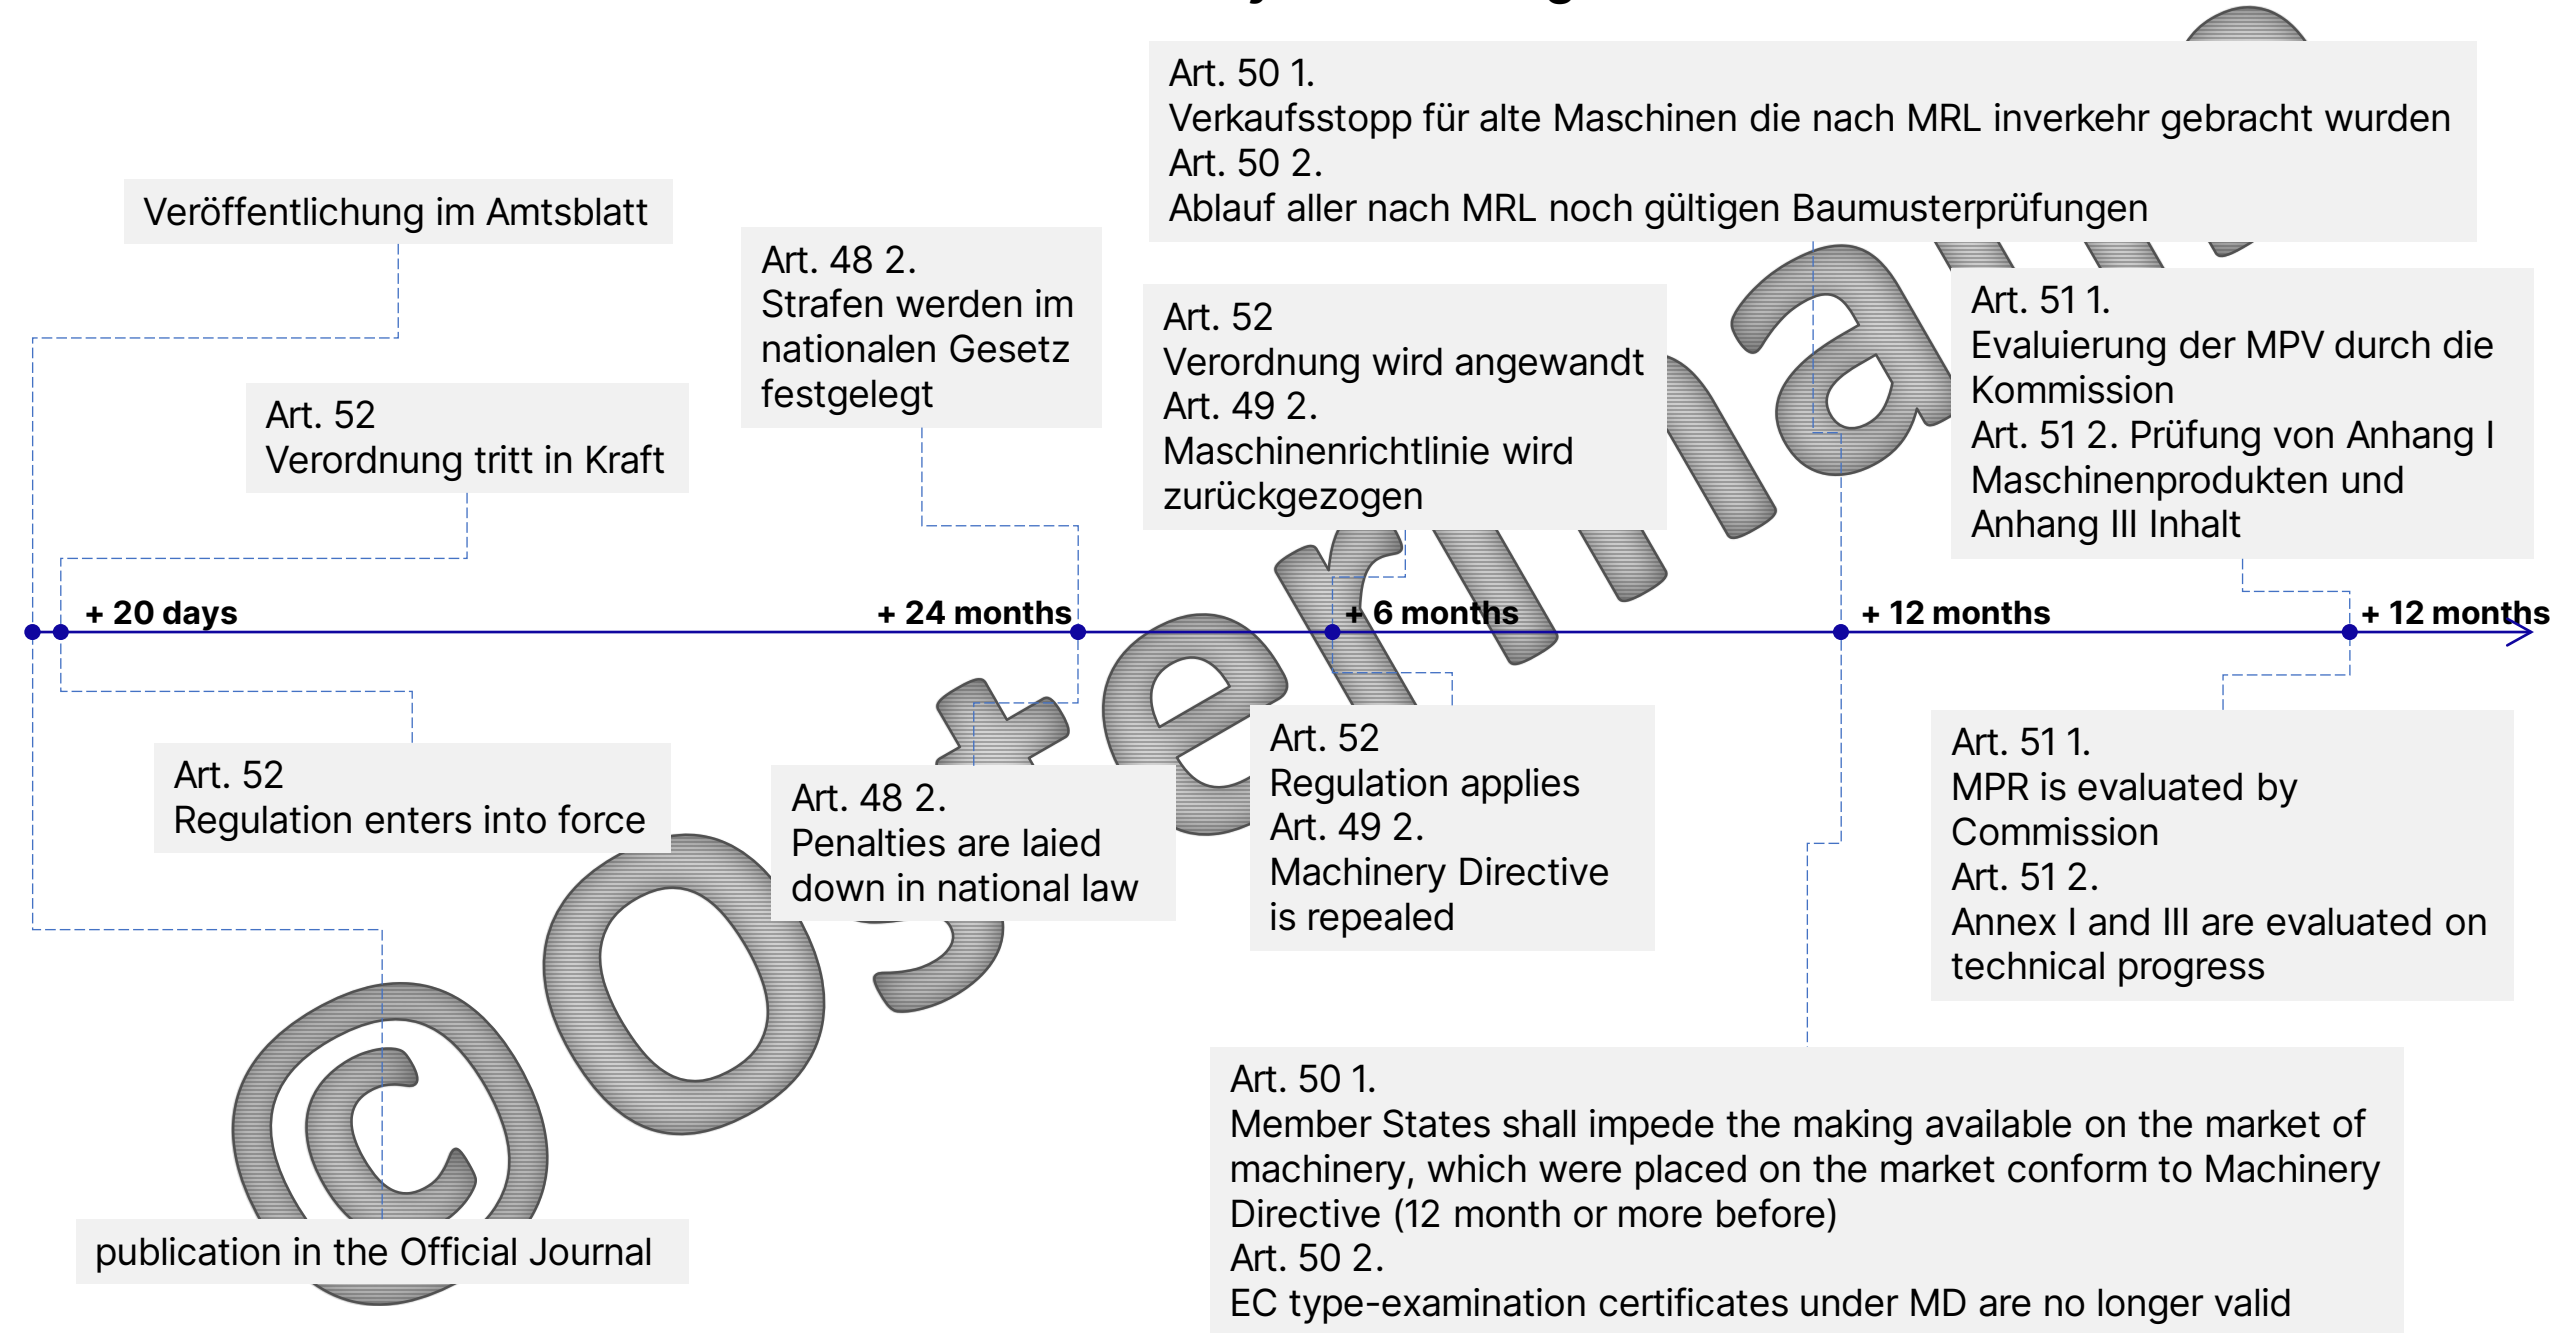 Art. 50 1.
Verkaufsstopp für alte Maschinen die nach MRL inverkehr gebracht wurden
Art. 50 2.
Ablauf aller nach MRL noch gültigen Baumusterprüfungen
Veröffentlichung im Amtsblatt
Art. 48 2.
Strafen werden im
nationalen Gesetz
festgelegt
Art. 52
Verordnung wird angewandt
Art. 49 2.
Maschinenrichtlinie wird
zurückgezogen
Art. 51 1.
Evaluierung der MPV durch die
Kommission
Art. 51 2. Prüfung von Anhang I
Maschinenprodukten und
Anhang III Inhalt
Art. 52
Verordnung tritt in Kraft
+ 20 days
+ 24 months
+ 6 months
+ 12 months
+ 12 months
Art. 52
Regulation enters into force
Art. 48 2.
Penalties are laied
down in national law
Art. 52
Regulation applies
Art. 49 2.
Machinery Directive
is repealed
Art. 51 1.
MPR is evaluated by
Commission
Art. 51 2.
Annex I and III are evaluated on
technical progress
publication in the Official Journal
Art. 50 1.
Member States shall impede the making available on the market of
machinery, which were placed on the market conform to Machinery
Directive (12 month or more before)
Art. 50 2.
EC type-examination certificates under MD are no longer valid